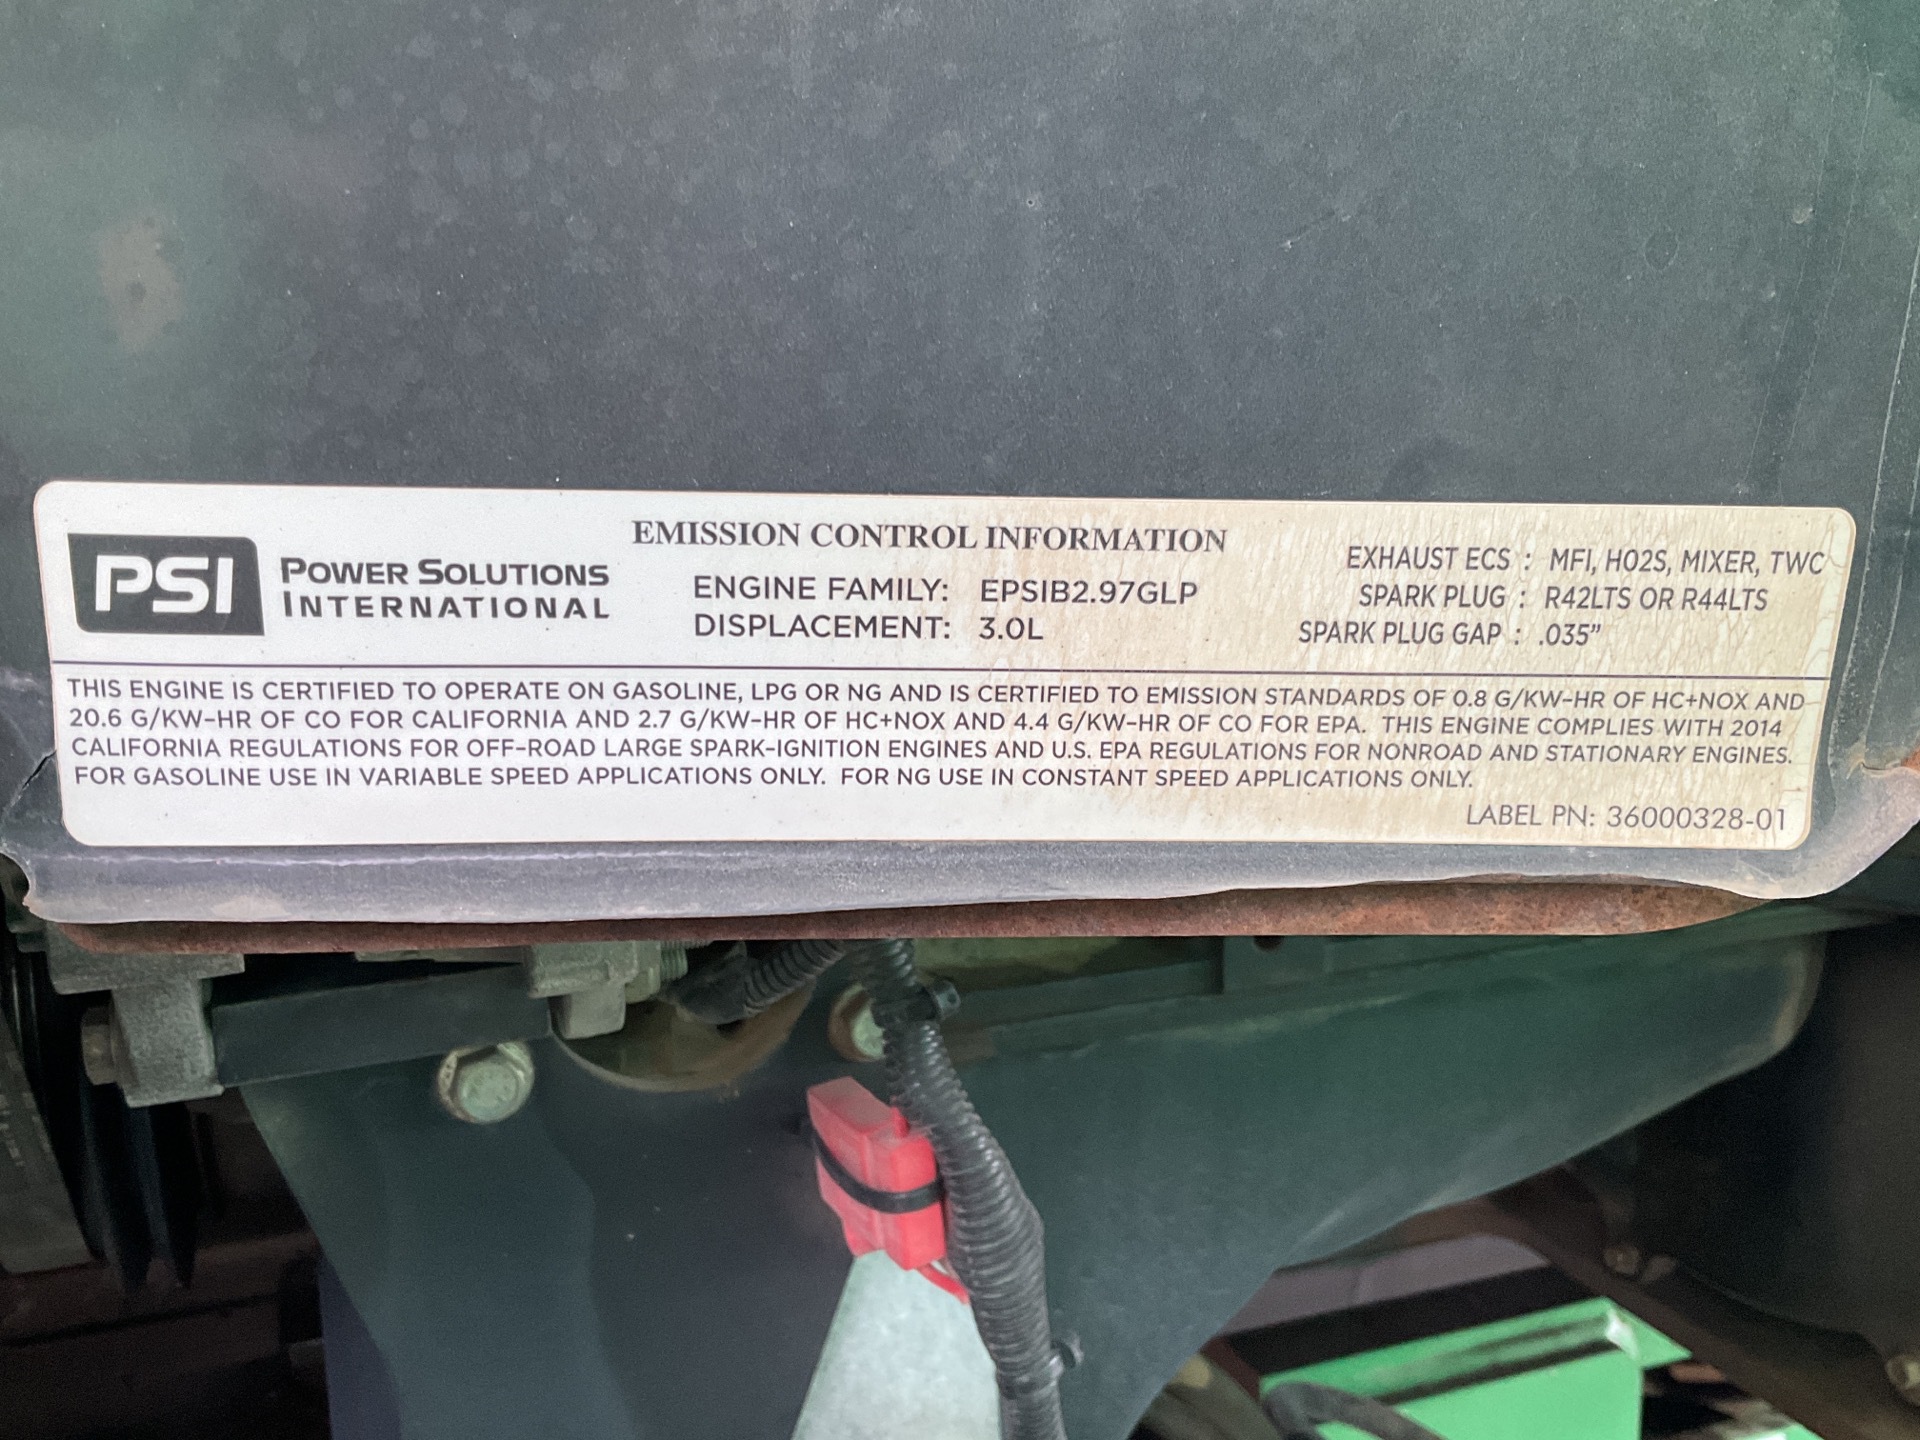 EMISSION CONTROL INFORMATION
PSI
POWER SOLUTIONS
INTERNATIONAL
ENGINE FAMILY: EPSIB2.97GLP
DISPLACEMENT: 3.0L
EXHAUST ECS : MFI, HO2S, MIXER, TWC
SPARK PLUG : R42LTS OR R44LTS
SPARK PLUG GAP : .035”
THIS ENGINE IS CERTIFIED TO OPERATE ON GASOLINE, LPG OR NG AND IS CERTIFIED TO EMISSION STANDARDS OF 0.8 G/KW-HR OF HC+NOX AND
20.6 G/KW-HR OF CO FOR CALIFORNIA AND 2.7 G/KW-HR OF HC+NOX AND 4.4 G/KW-HR OF CO FOR EPA. THIS ENGINE COMPLIES WITH 2014
CALIFORNIA REGULATIONS FOR OFF-ROAD LARGE SPARK-IGNITION ENGINES AND U.S. EPA REGULATIONS FOR NONROAD AND STATIONARY ENGINES.
FOR GASOLINE USE IN VARIABLE SPEED APPLICATIONS ONLY. FOR NG USE IN CONSTANT SPEED APPLICATIONS ONLY.
LABEL PN: 36000328-01